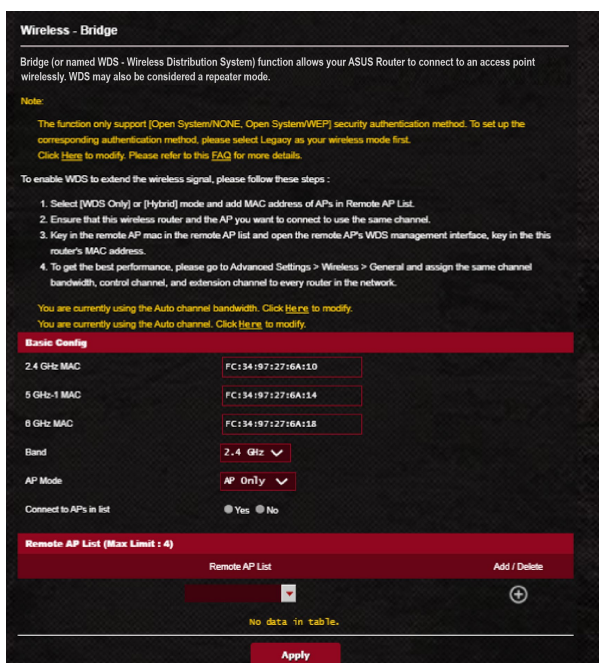 Wireless - Bridge
Bridge (or named WDS - Wireless Distribution System) function allows your ASUS Router to connect to an access point
wirelessly. WDS may also be considered a repeater mode.
Note:
The function only support [Open System/NONE, Open System/WEP] security authentication method. To set up the
corresponding authentication method, please select Legacy as your wireless mode first.
Click Here to modify. Please refer to this FAQ for more details.
To enable WDS to extend the wireless signal, please follow these steps :
1. Select [WDS Only] or [Hybrid] mode and add MAC address of APs in Remote AP List.
2. Ensure that this wireless router and the AP you want to connect to use the same channel.
3. Key in the remote AP mac in the remote AP list and open the remote AP's WDS management interface, key in the this
router's MAC address.
4. To get the best performance, please go to Advanced Settings > Wireless > General and assign the same channel
bandwidth, control channel, and extension channel to every router in the network.
You are currently using the Auto channel bandwidth. Click Here to modify.
You are currently using the Auto channel. Click Here to modify.
Basic Config
2.4 GHz MAC FC:34:97:27:6A:10
5 GHz-1 MAC FC:34:97:27:6A:14
6 GHz MAC FC:34:97:27:6A:18
Band 2.4 GHz
AP Mode AP Only
Connect to APs in list Yes No
Remote AP List (Max Limit : 4)
Remote AP List Add / Delete
No data in table.
Apply